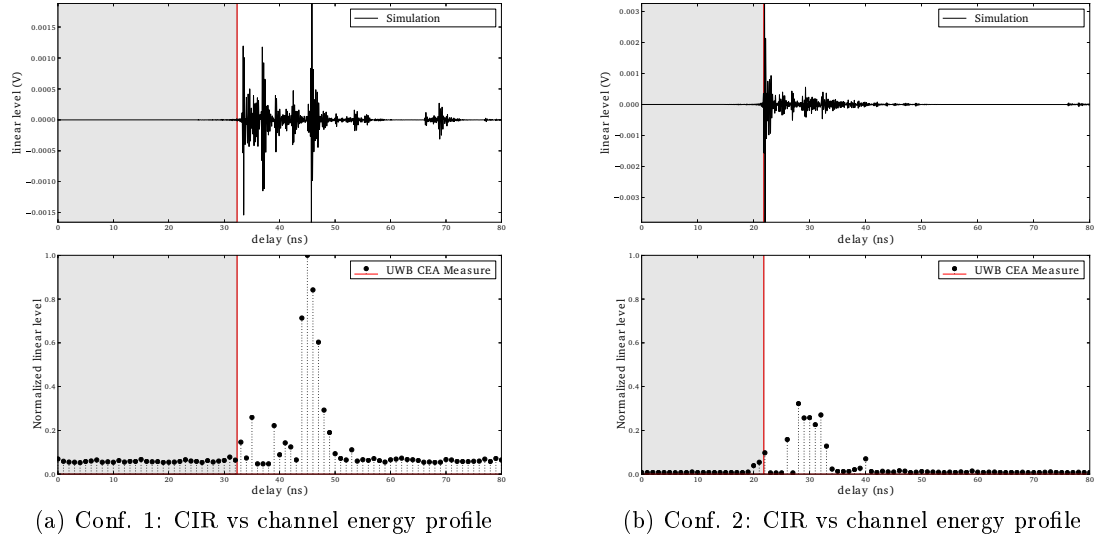 Simulation
0.0015
0.0010
0.0005
0.0000
−0.0005
−0.0010
−0.0015
linear level (V)
0 10 20 30 40 50 60 70 80
delay (ns)
UWB CEA Measure
1.0
0.8
0.6
0.4
0.2
0.0
Normalized linear level
0 10 20 30 40 50 60 70 80
delay (ns)
(a) Conf. 1: CIR vs channel energy profile
Simulation
0.003
0.002
0.001
0.000
−0.001
−0.002
−0.003
linear level (V)
0 10 20 30 40 50 60 70 80
delay (ns)
UWB CEA Measure
1.0
0.8
0.6
0.4
0.2
0.0
Normalized linear level
0 10 20 30 40 50 60 70 80
delay (ns)
(b) Conf. 2: CIR vs channel energy profile